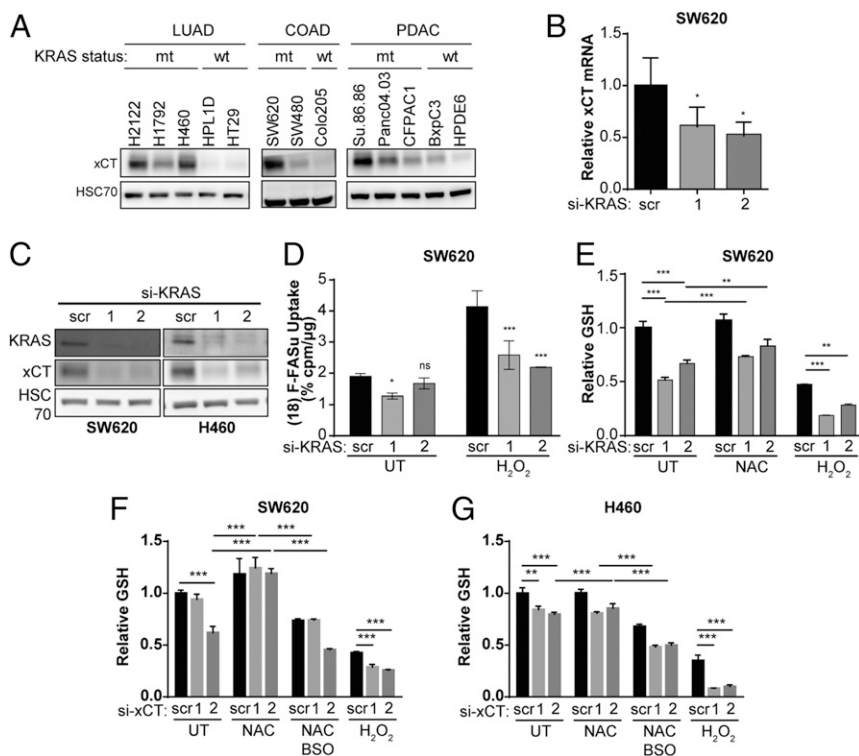 A
LUAD COAD PDAC
KRAS status: mt wt mt wt mt wt
H2122 H1792 H460 HPL1D HT29 SW620 SW480 Colo205 Su.86.86 Panc04.03 CFPAC1 BxpC3 HPDE6
xCT
HSC70
B
SW620
Relative xCT mRNA
1.5
1.0
0.5
0.0
* *
si-KRAS: scr 1 2
C
si-KRAS
scr 1 2 scr 1 2
KRAS
xCT
HSC
70
SW620 H460
D
SW620
(18) F-FASu Uptake
(% cpm/µg)
5
4
3
2
1
0
* ns *** ***
si-KRAS: scr 1 2 scr 1 2
UT H2O2
E
SW620
Relative GSH
1.5
1.0
0.5
0.0
*** **
*** ***
**
***
si-KRAS: scr 1 2 scr 1 2 scr 1 2
UT NAC H2O2
F
SW620
Relative GSH
1.5
1.0
0.5
0.0
*** ***
*** ***
***
***
***
si-xCT: scr 1 2 scr 1 2 scr 1 2 scr 1 2
UT NAC NAC H2O2
BSO
G
H460
Relative GSH
1.5
1.0
0.5
0.0
*** ***
** *** ***
***
***
si-xCT: scr 1 2 scr 1 2 scr 1 2 scr 1 2
UT NAC NAC H2O2
BSO